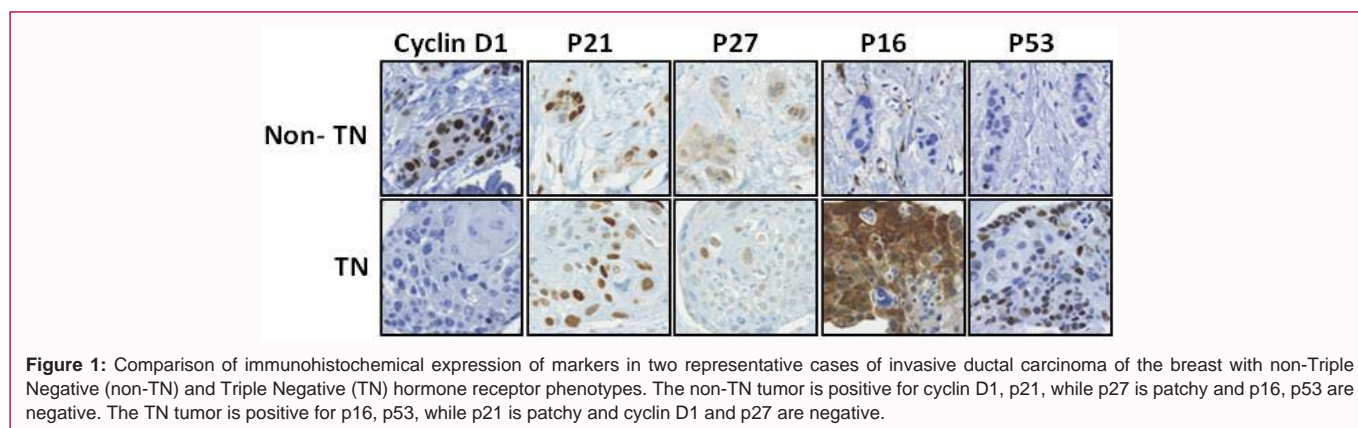 Cyclin D1 P21 P27 P16 P53
Non- TN
TN
Figure 1: Comparison of immunohistochemical expression of markers in two representative cases of invasive ductal carcinoma of the breast with non-Triple
Negative (non-TN) and Triple Negative (TN) hormone receptor phenotypes. The non-TN tumor is positive for cyclin D1, p21, while p27 is patchy and p16, p53 are
negative. The TN tumor is positive for p16, p53, while p21 is patchy and cyclin D1 and p27 are negative.